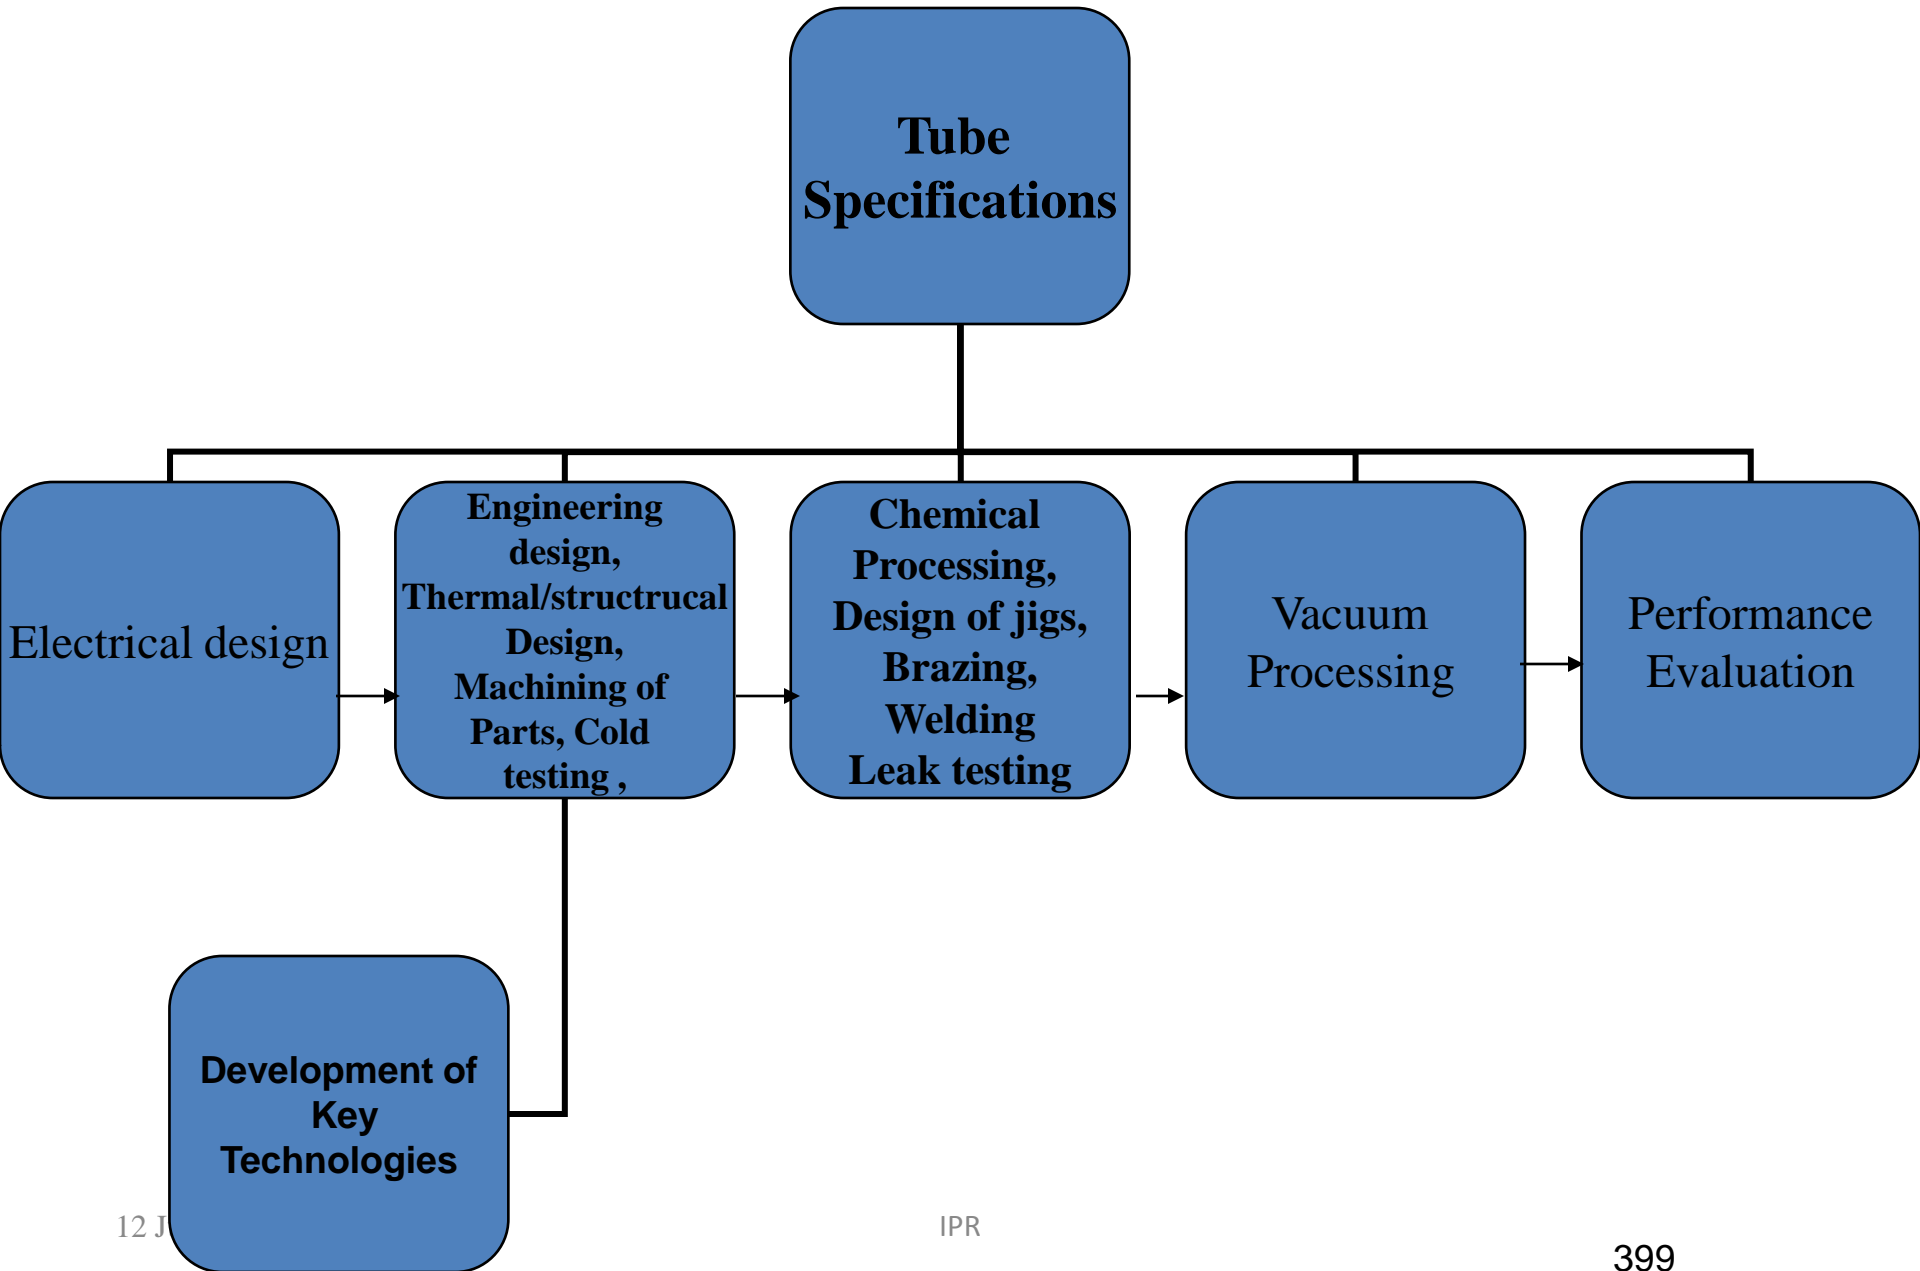 Tube
Specifications
Electrical design
Engineering
design,
Thermal/structrucal
Design,
Machining of
Parts, Cold
testing ,
Chemical
Processing,
Design of jigs,
Brazing,
Welding
Leak testing
Vacuum
Processing
Performance
Evaluation
Development of
Key
Technologies
12 J
IPR
399